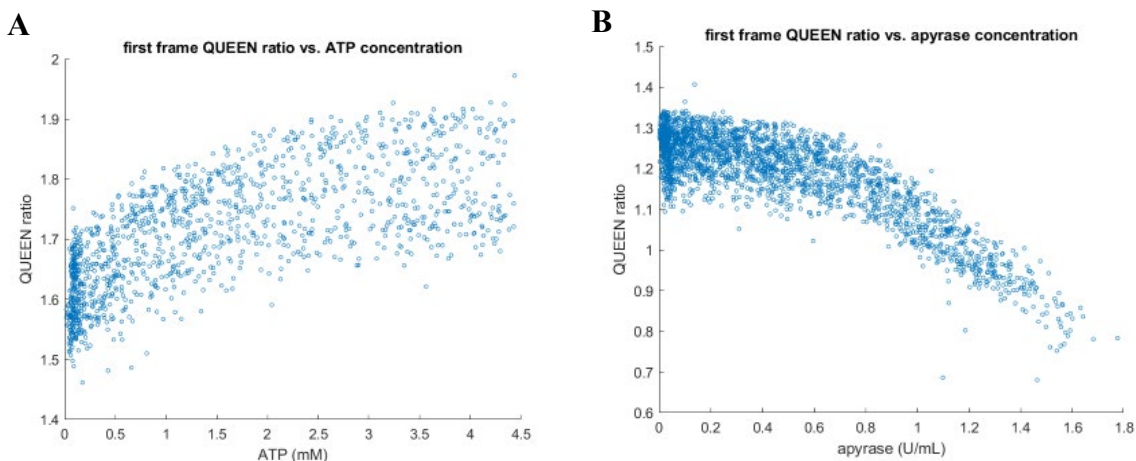 A
first frame QUEEN ratio vs. ATP concentration
2
1.9
1.8
1.7
1.6
1.5
1.4
QUEEN ratio
0 0.5 1 1.5 2 2.5 3 3.5 4 4.5
ATP (mM)
B
first frame QUEEN ratio vs. apyrase concentration
1.5
1.4
1.3
1.2
1.1
1
0.9
0.8
0.7
0.6
QUEEN ratio
0 0.2 0.4 0.6 0.8 1 1.2 1.4 1.6 1.8
apyrase (U/mL)